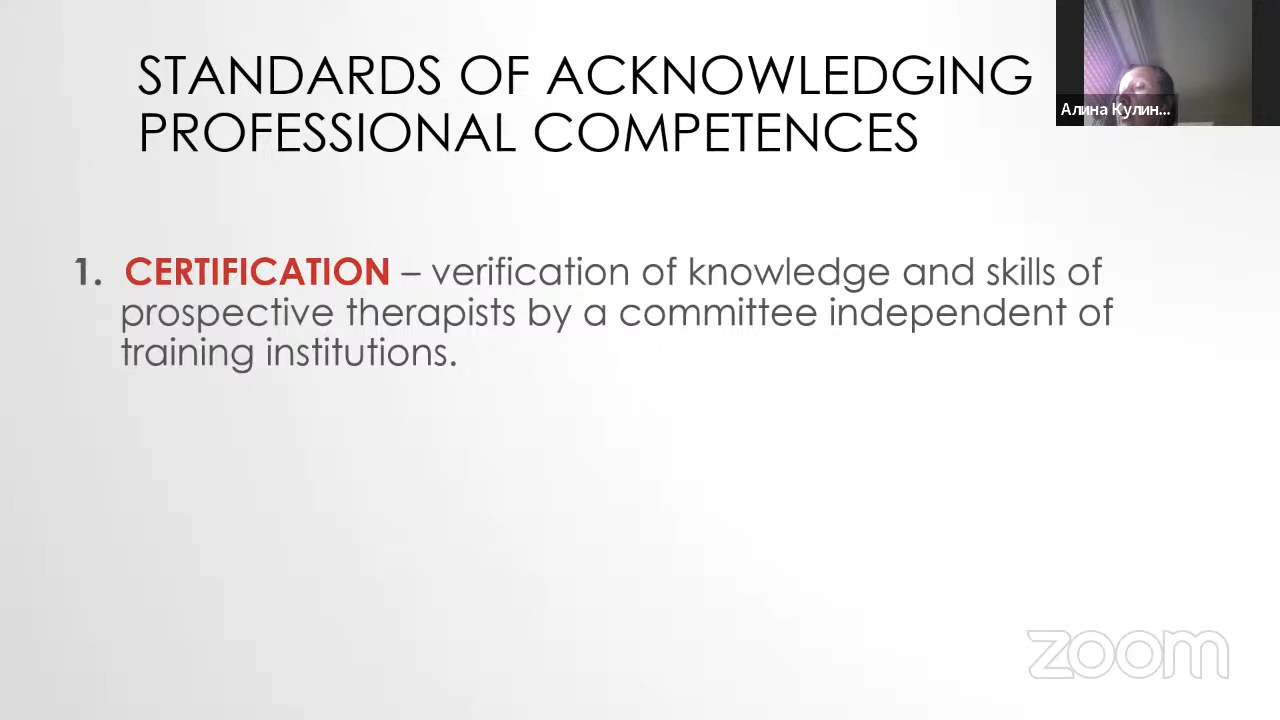 STANDARDS OF ACKNOWLEDGING
PROFESSIONAL COMPETENCES
Алина Кулин...
1. CERTIFICATION – verification of knowledge and skills of
prospective therapists by a committee independent of
training institutions.
zoom